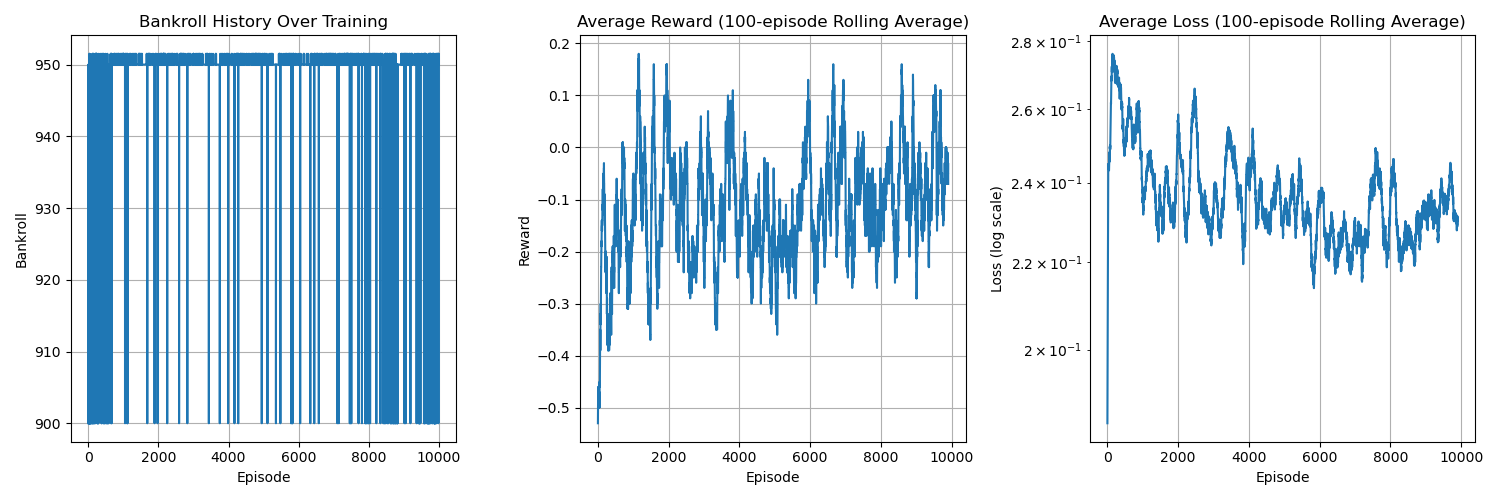 Bankroll History Over Training
950
940
930
920
910
900
Bankroll
0
2000
4000
6000
8000
10000
Episode
Average Reward (100-episode Rolling Average)
0.2
0.1
0.0
−0.1
−0.2
−0.3
−0.4
−0.5
Reward
0
2000
4000
6000
8000
10000
Episode
Average Loss (100-episode Rolling Average)
2.8 × 10⁻¹
2.6 × 10⁻¹
2.4 × 10⁻¹
2.2 × 10⁻¹
2 × 10⁻¹
Loss (log scale)
0
2000
4000
6000
8000
10000
Episode